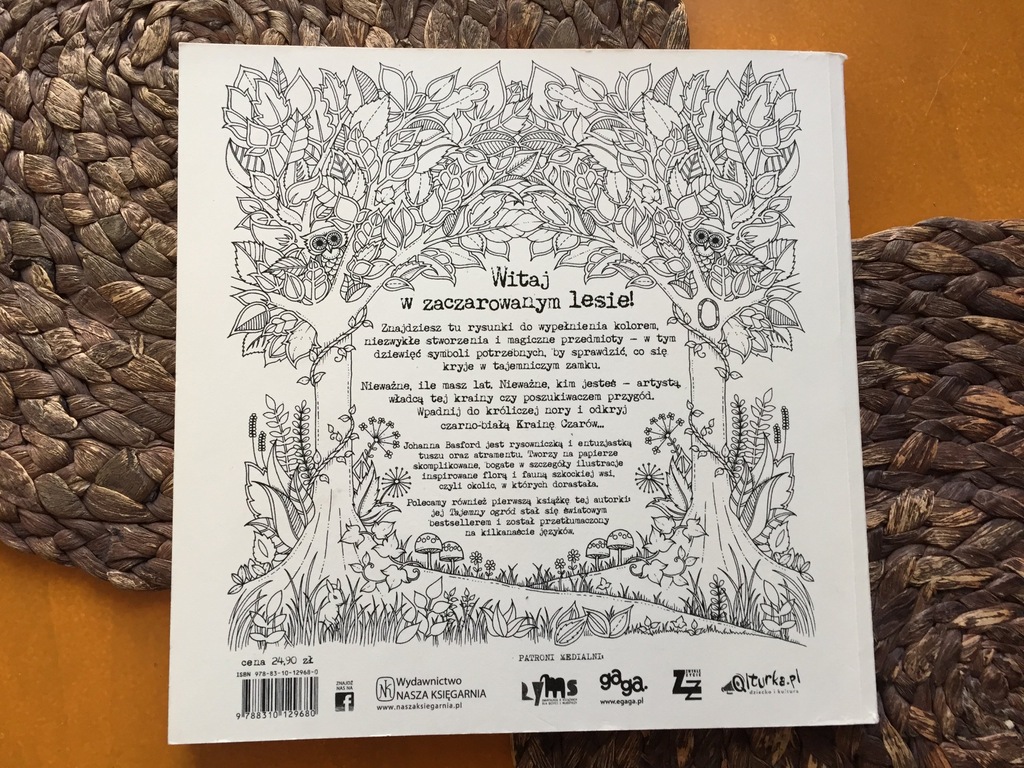 Witaj
w zaczarowanym lesie!
Znajdziesz tu rysunki do wypełnienia kolorem,
niezwykłe stworzenia i magiczne przedmioty – w tym
dziewięć symboli potrzebnych, by sprawdzić, co się
kryje w tajemniczym zamku.
Nieważne, ile masz lat. Nieważne, kim jesteś – artystą,
władcą tej krainy czy poszukiwaczem przygód.
Wpadnij do króliczej nory i odkryj
czarno-białą Krainę Czarów...
Johanna Basford jest rysowniczką i entuzjastką
tuszu oraz atramentu. Tworzy na papierze
skomplikowane, bogate w szczegóły ilustracje
inspirowane florą i fauną szkockiej wsi,
czyli okolic, w których dorastała.
Polecamy również pierwszą książkę tej autorki:
jej Tajemny ogród stał się światowym
bestsellerem i został przetłumaczony
na kilkanaście języków.
cena 24,90 zł
ISBN 978-83-10-12968-0
9 788310 129680
ZNAJDŹ
NAS NA
f
NK
Wydawnictwo
NASZA KSIĘGARNIA
www.naszaksiegarnia.pl
PATRONI MEDIALNI:
ryms
gaga.
www.egaga.pl
Qlturka.pl
dziecko i kultura